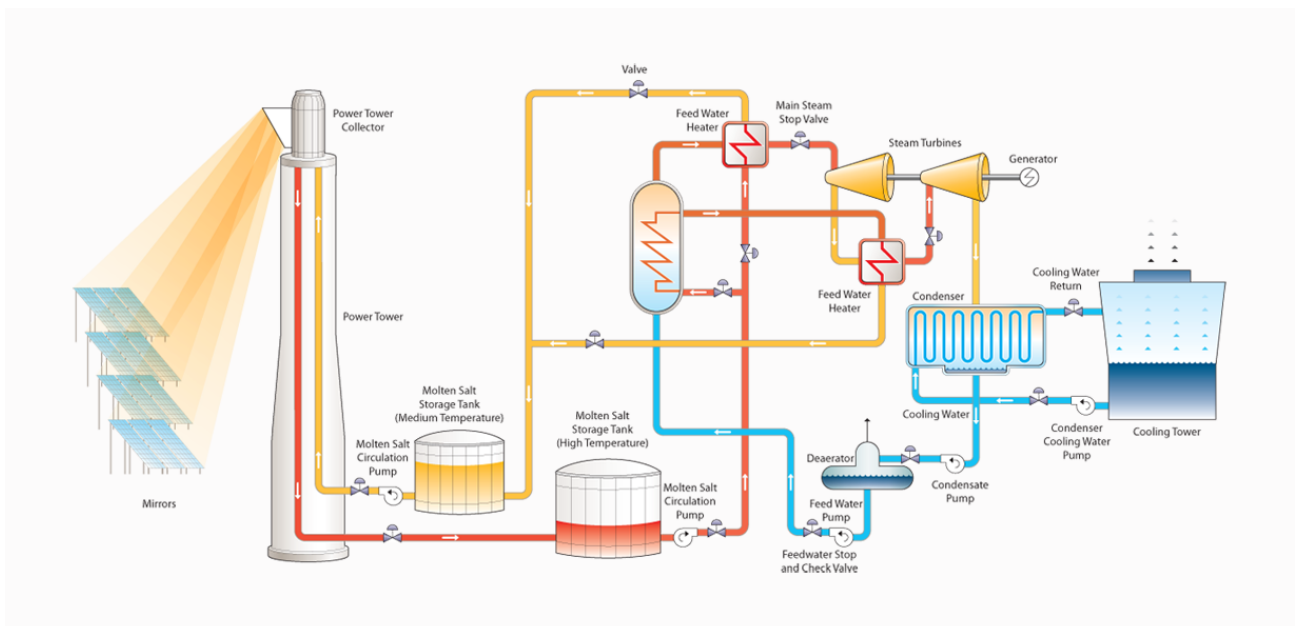 Valve
Power Tower
Collector
Feed Water
Heater
Main Steam
Stop Valve
Steam Turbines
Generator
Cooling Water
Return
Condenser
Feed Water
Heater
Power Tower
Molten Salt
Storage Tank
(Medium Temperature)
Molten Salt
Storage Tank
(High Temperature)
Cooling Water
Condenser
Cooling Water
Pump
Cooling Tower
Molten Salt
Circulation
Pump
Deaerator
Condensate
Pump
Mirrors
Molten Salt
Circulation
Pump
Feed Water
Pump
Feedwater Stop
and Check Valve